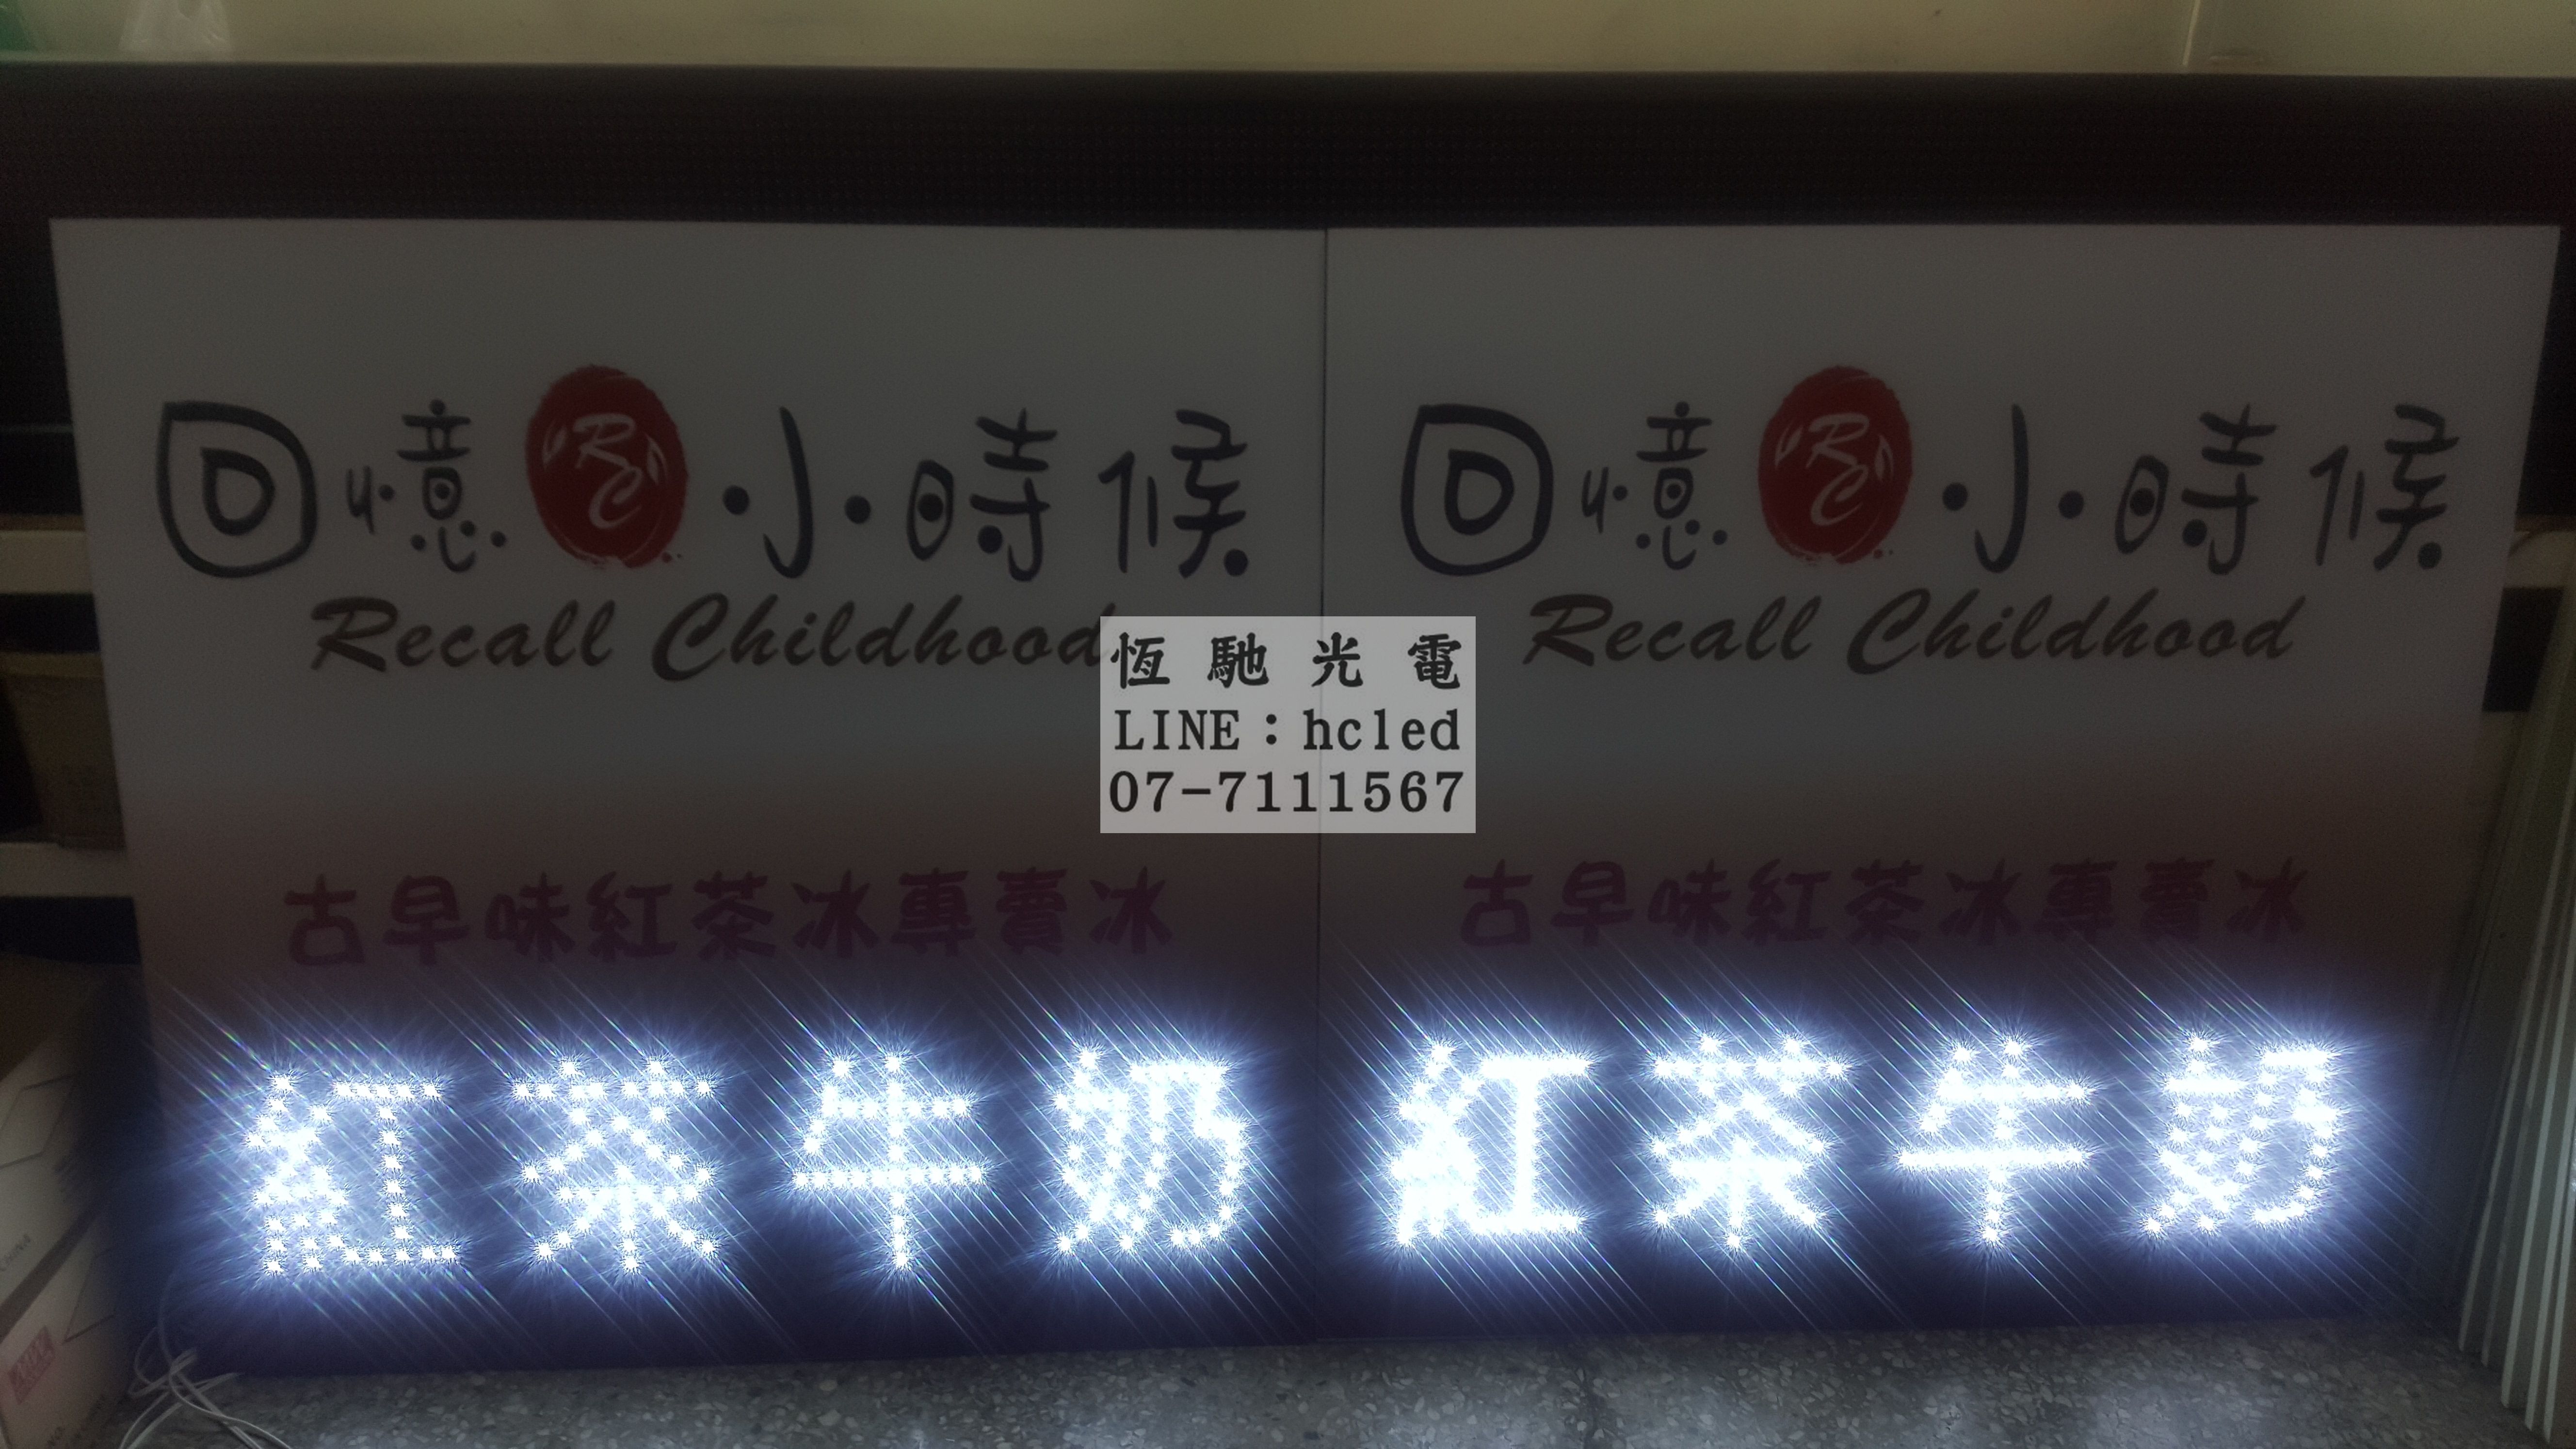 回憶 RC 小時候
Recall Childhood
古早味紅茶冰專賣冰
紅茶牛奶
回憶 RC 小時候
Recall Childhood
古早味紅茶冰專賣冰
紅茶牛奶
恆馳光電
LINE：hcled
07-7111567